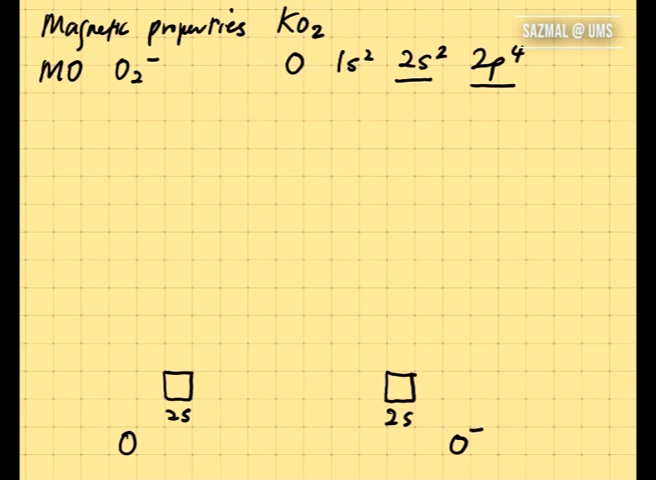 Magnetic properties KO₂
SAZMAL @ UMS
MO O₂⁻ O 1s² 2s² 2p⁴
2s 2s
O O⁻